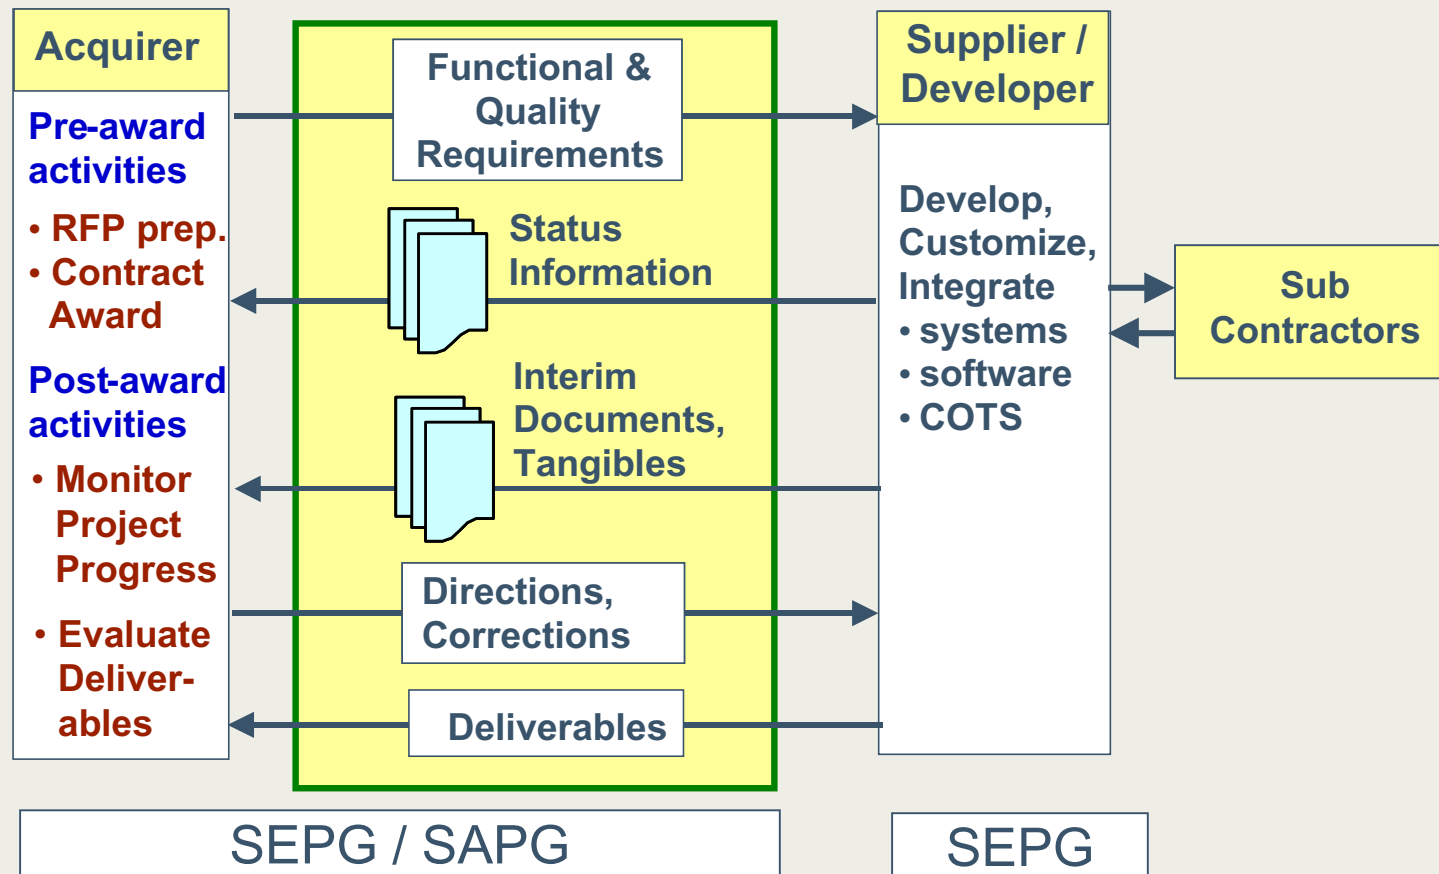 Acquirer
Pre-award
activities
• RFP prep.
• Contract
Award
Post-award
activities
• Monitor
Project
Progress
• Evaluate
Deliver-
ables
Functional &
Quality
Requirements
Status
Information
Interim
Documents,
Tangibles
Directions,
Corrections
Deliverables
Supplier /
Developer
Develop,
Customize,
Integrate
• systems
• software
• COTS
Sub
Contractors
SEPG / SAPG
SEPG